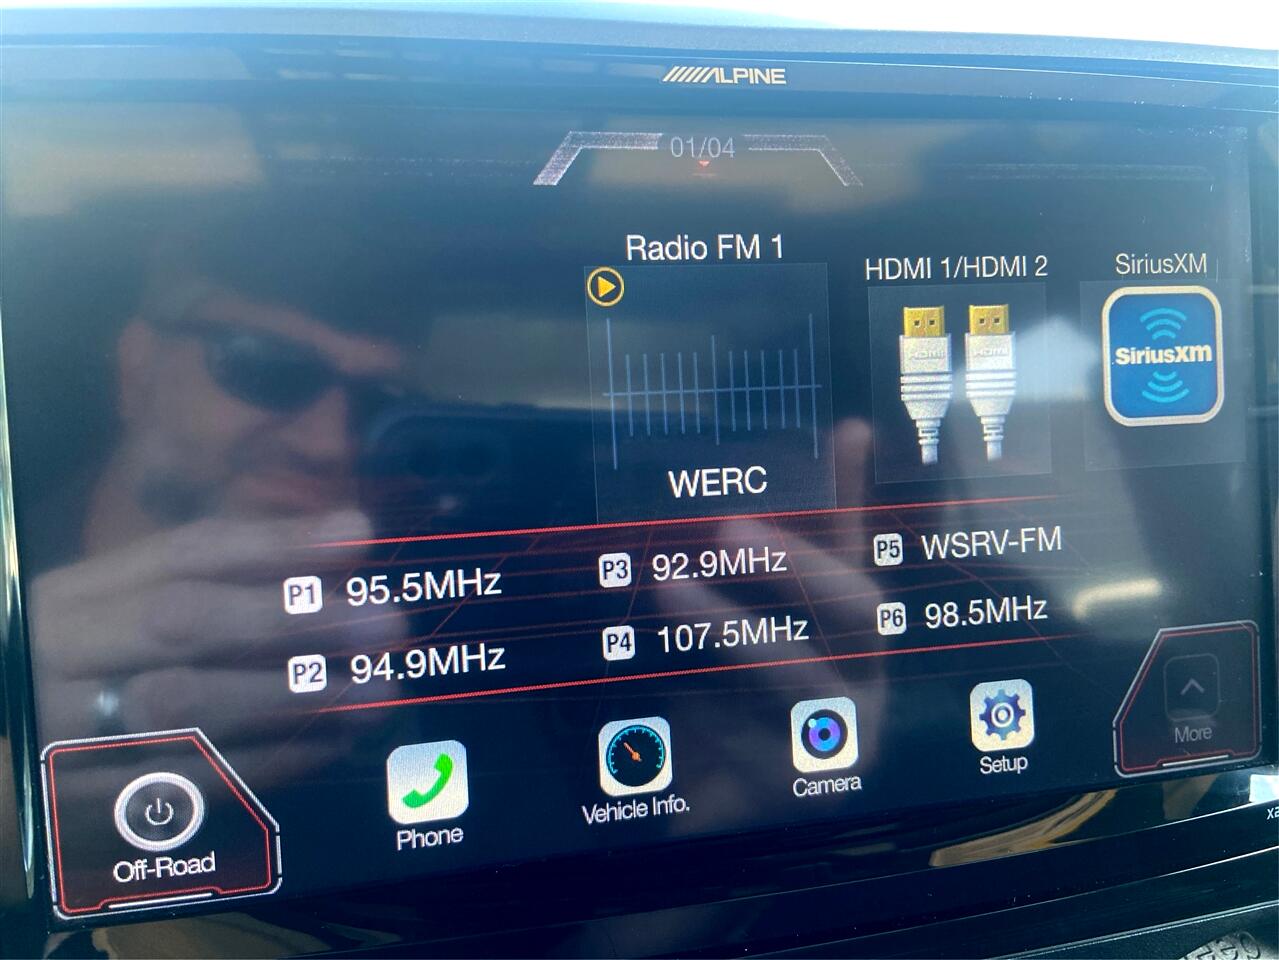 ALPINE
01/04
Radio FM 1
HDMI 1/HDMI 2
SiriusXM
HDMI HDMI
SiriusXM
WERC
P1 95.5MHz
P3 92.9MHz
P5 WSRV-FM
P2 94.9MHz
P4 107.5MHz
P6 98.5MHz
Off-Road
Phone
Vehicle Info.
Camera
Setup
More